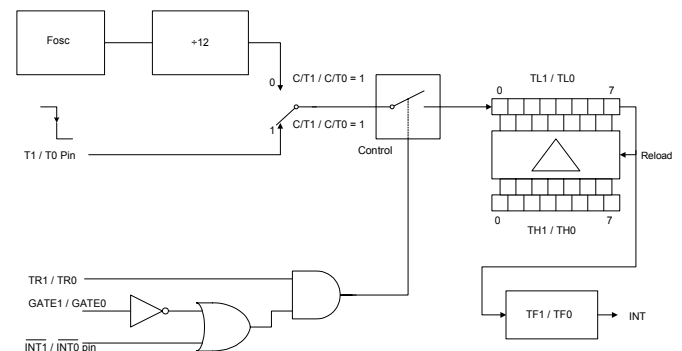 Fosc
÷12
0
C/T1 / C/T0 = 1
1
C/T1 / C/T0 = 1
T1 / T0 Pin
Control
TL1 / TL0
0 7
Reload
0 7
TH1 / TH0
TR1 / TR0
GATE1 / GATE0
INT1 / INT0 pin
TF1 / TF0
INT